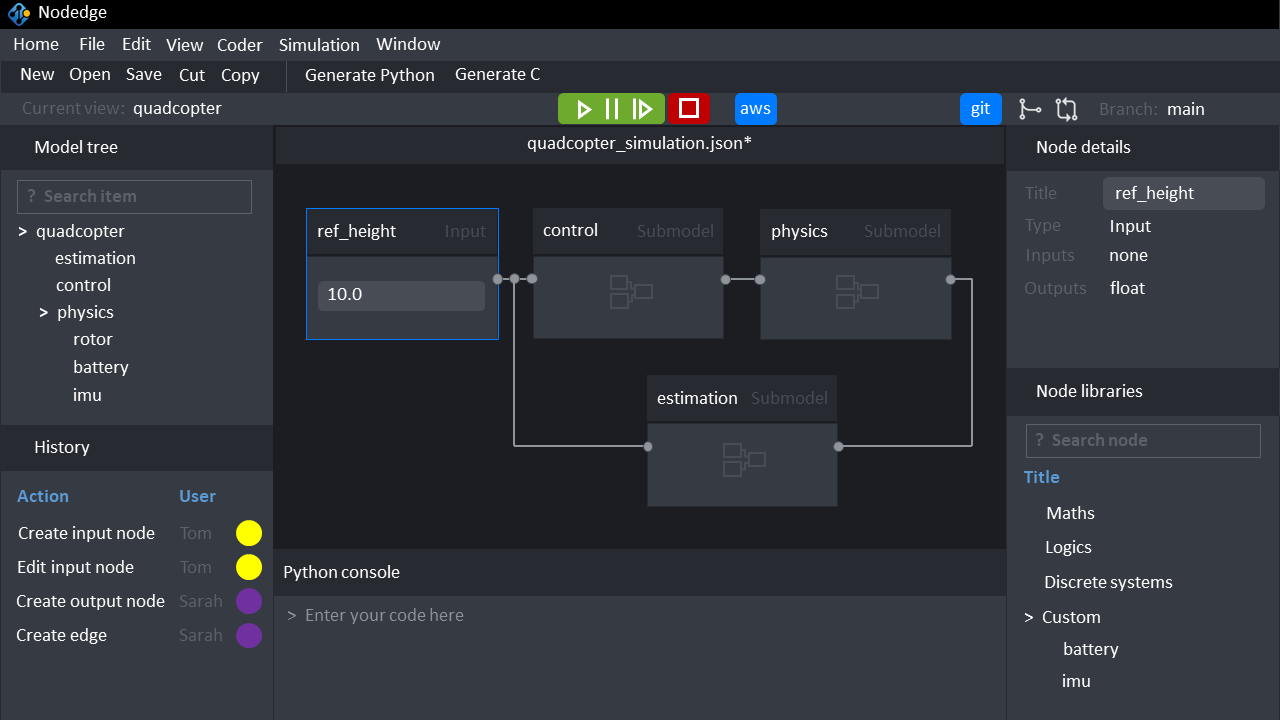 Nodedge
Home File Edit View Coder Simulation Window
New Open Save Cut Copy Generate Python Generate C
Current view: quadcopter aws git Branch: main
Model tree
? Search item
> quadcopter
estimation
control
> physics
rotor
battery
imu
History
Action User
Create input node Tom
Edit input node Tom
Create output node Sarah
Create edge Sarah
quadcopter_simulation.json*
ref_height Input
10.0
control Submodel
physics Submodel
estimation Submodel
Python console
> Enter your code here
Node details
Title ref_height
Type Input
Inputs none
Outputs float
Node libraries
? Search node
Title
Maths
Logics
Discrete systems
> Custom
battery
imu